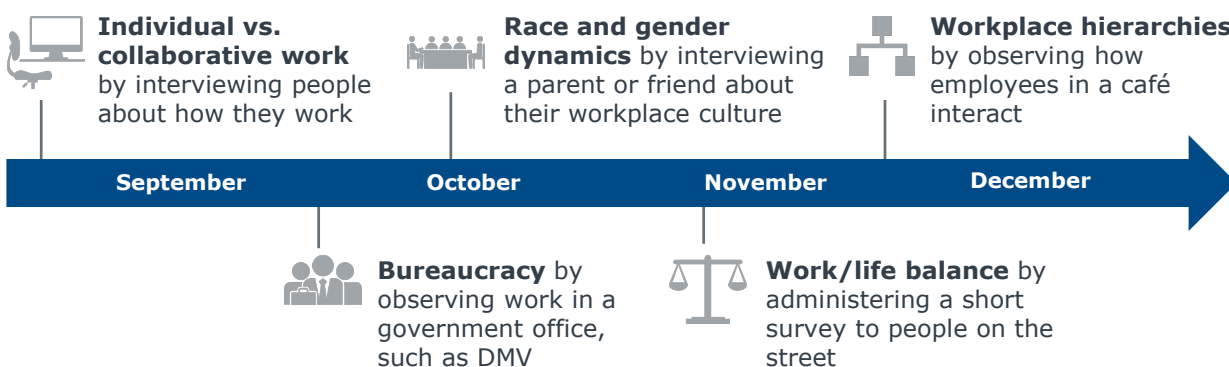 Individual vs.
collaborative work
by interviewing people
about how they work
Race and gender
dynamics by interviewing
a parent or friend about
their workplace culture
Workplace hierarchies
by observing how
employees in a café
interact
September
October
November
December
Bureaucracy by
observing work in a
government office,
such as DMV
Work/life balance by
administering a short
survey to people on the
street